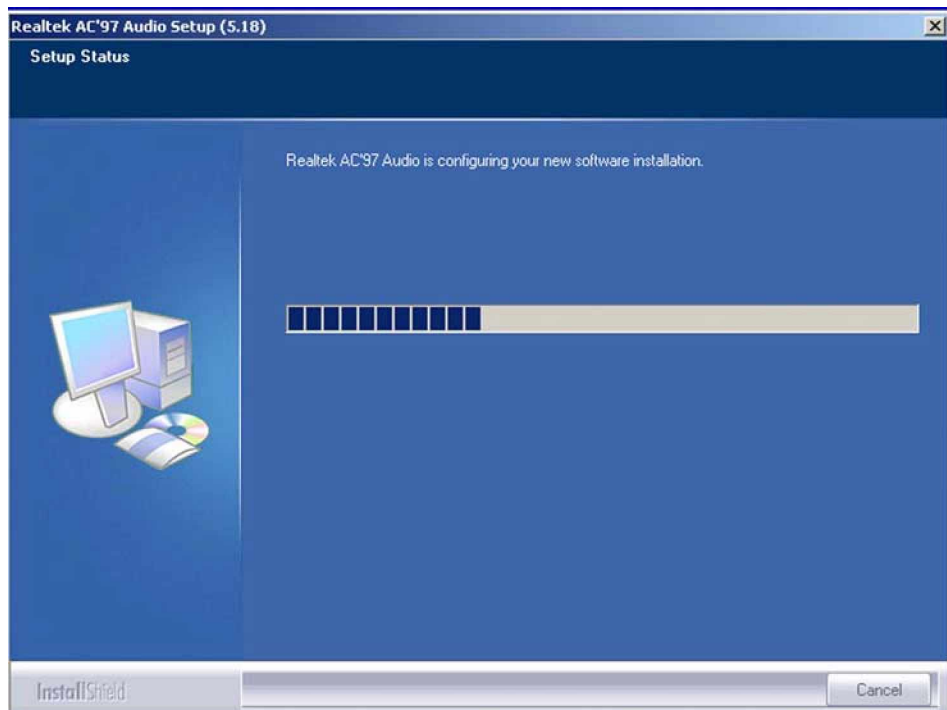 Realtek AC'97 Audio Setup (5.18)
Setup Status
Realtek AC'97 Audio is configuring your new software installation.
InstallShield
Cancel